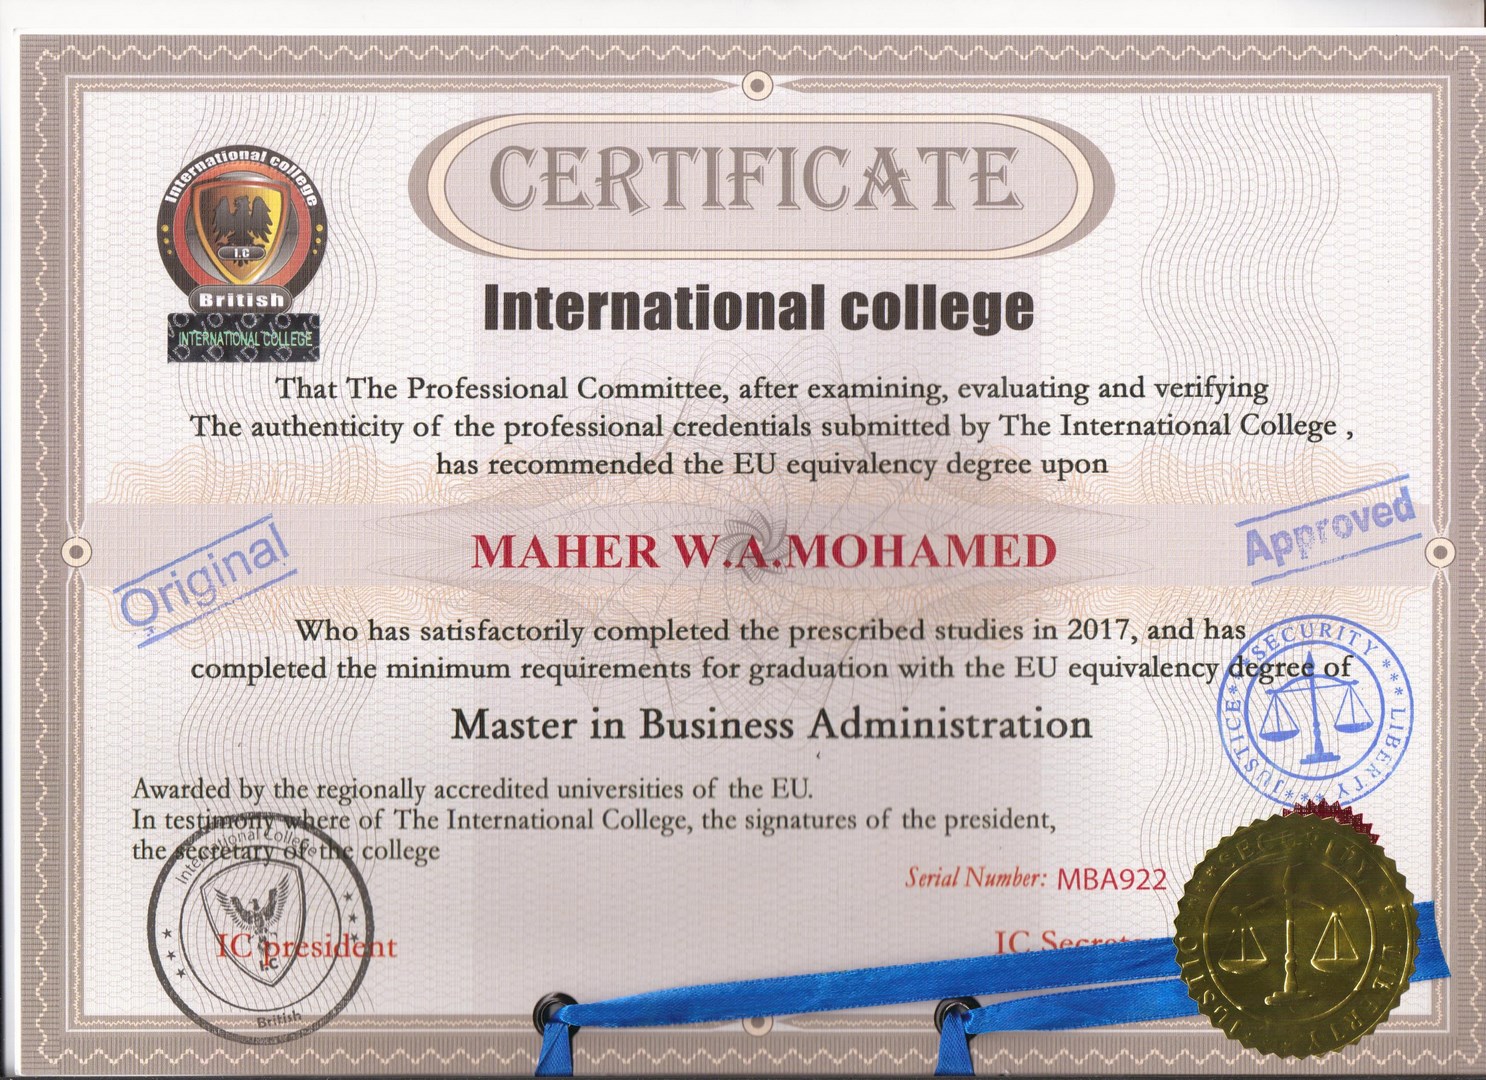 CERTIFICATE
International college
I.C
British
INTERNATIONAL COLLEGE
International college
That The Professional Committee, after examining, evaluating and verifying
The authenticity of the professional credentials submitted by The International College ,
has recommended the EU equivalency degree upon
Original
MAHER W.A.MOHAMED
Approved
Who has satisfactorily completed the prescribed studies in 2017, and has
completed the minimum requirements for graduation with the EU equivalency degree of
SECURITY *** LIBERTY *** JUSTICE ***
Master in Business Administration
Awarded by the regionally accredited universities of the EU.
In testimony where of The International College, the signatures of the president,
the secretary of the college
Serial Number: MBA922
International College
I.C
British
IC president
IC